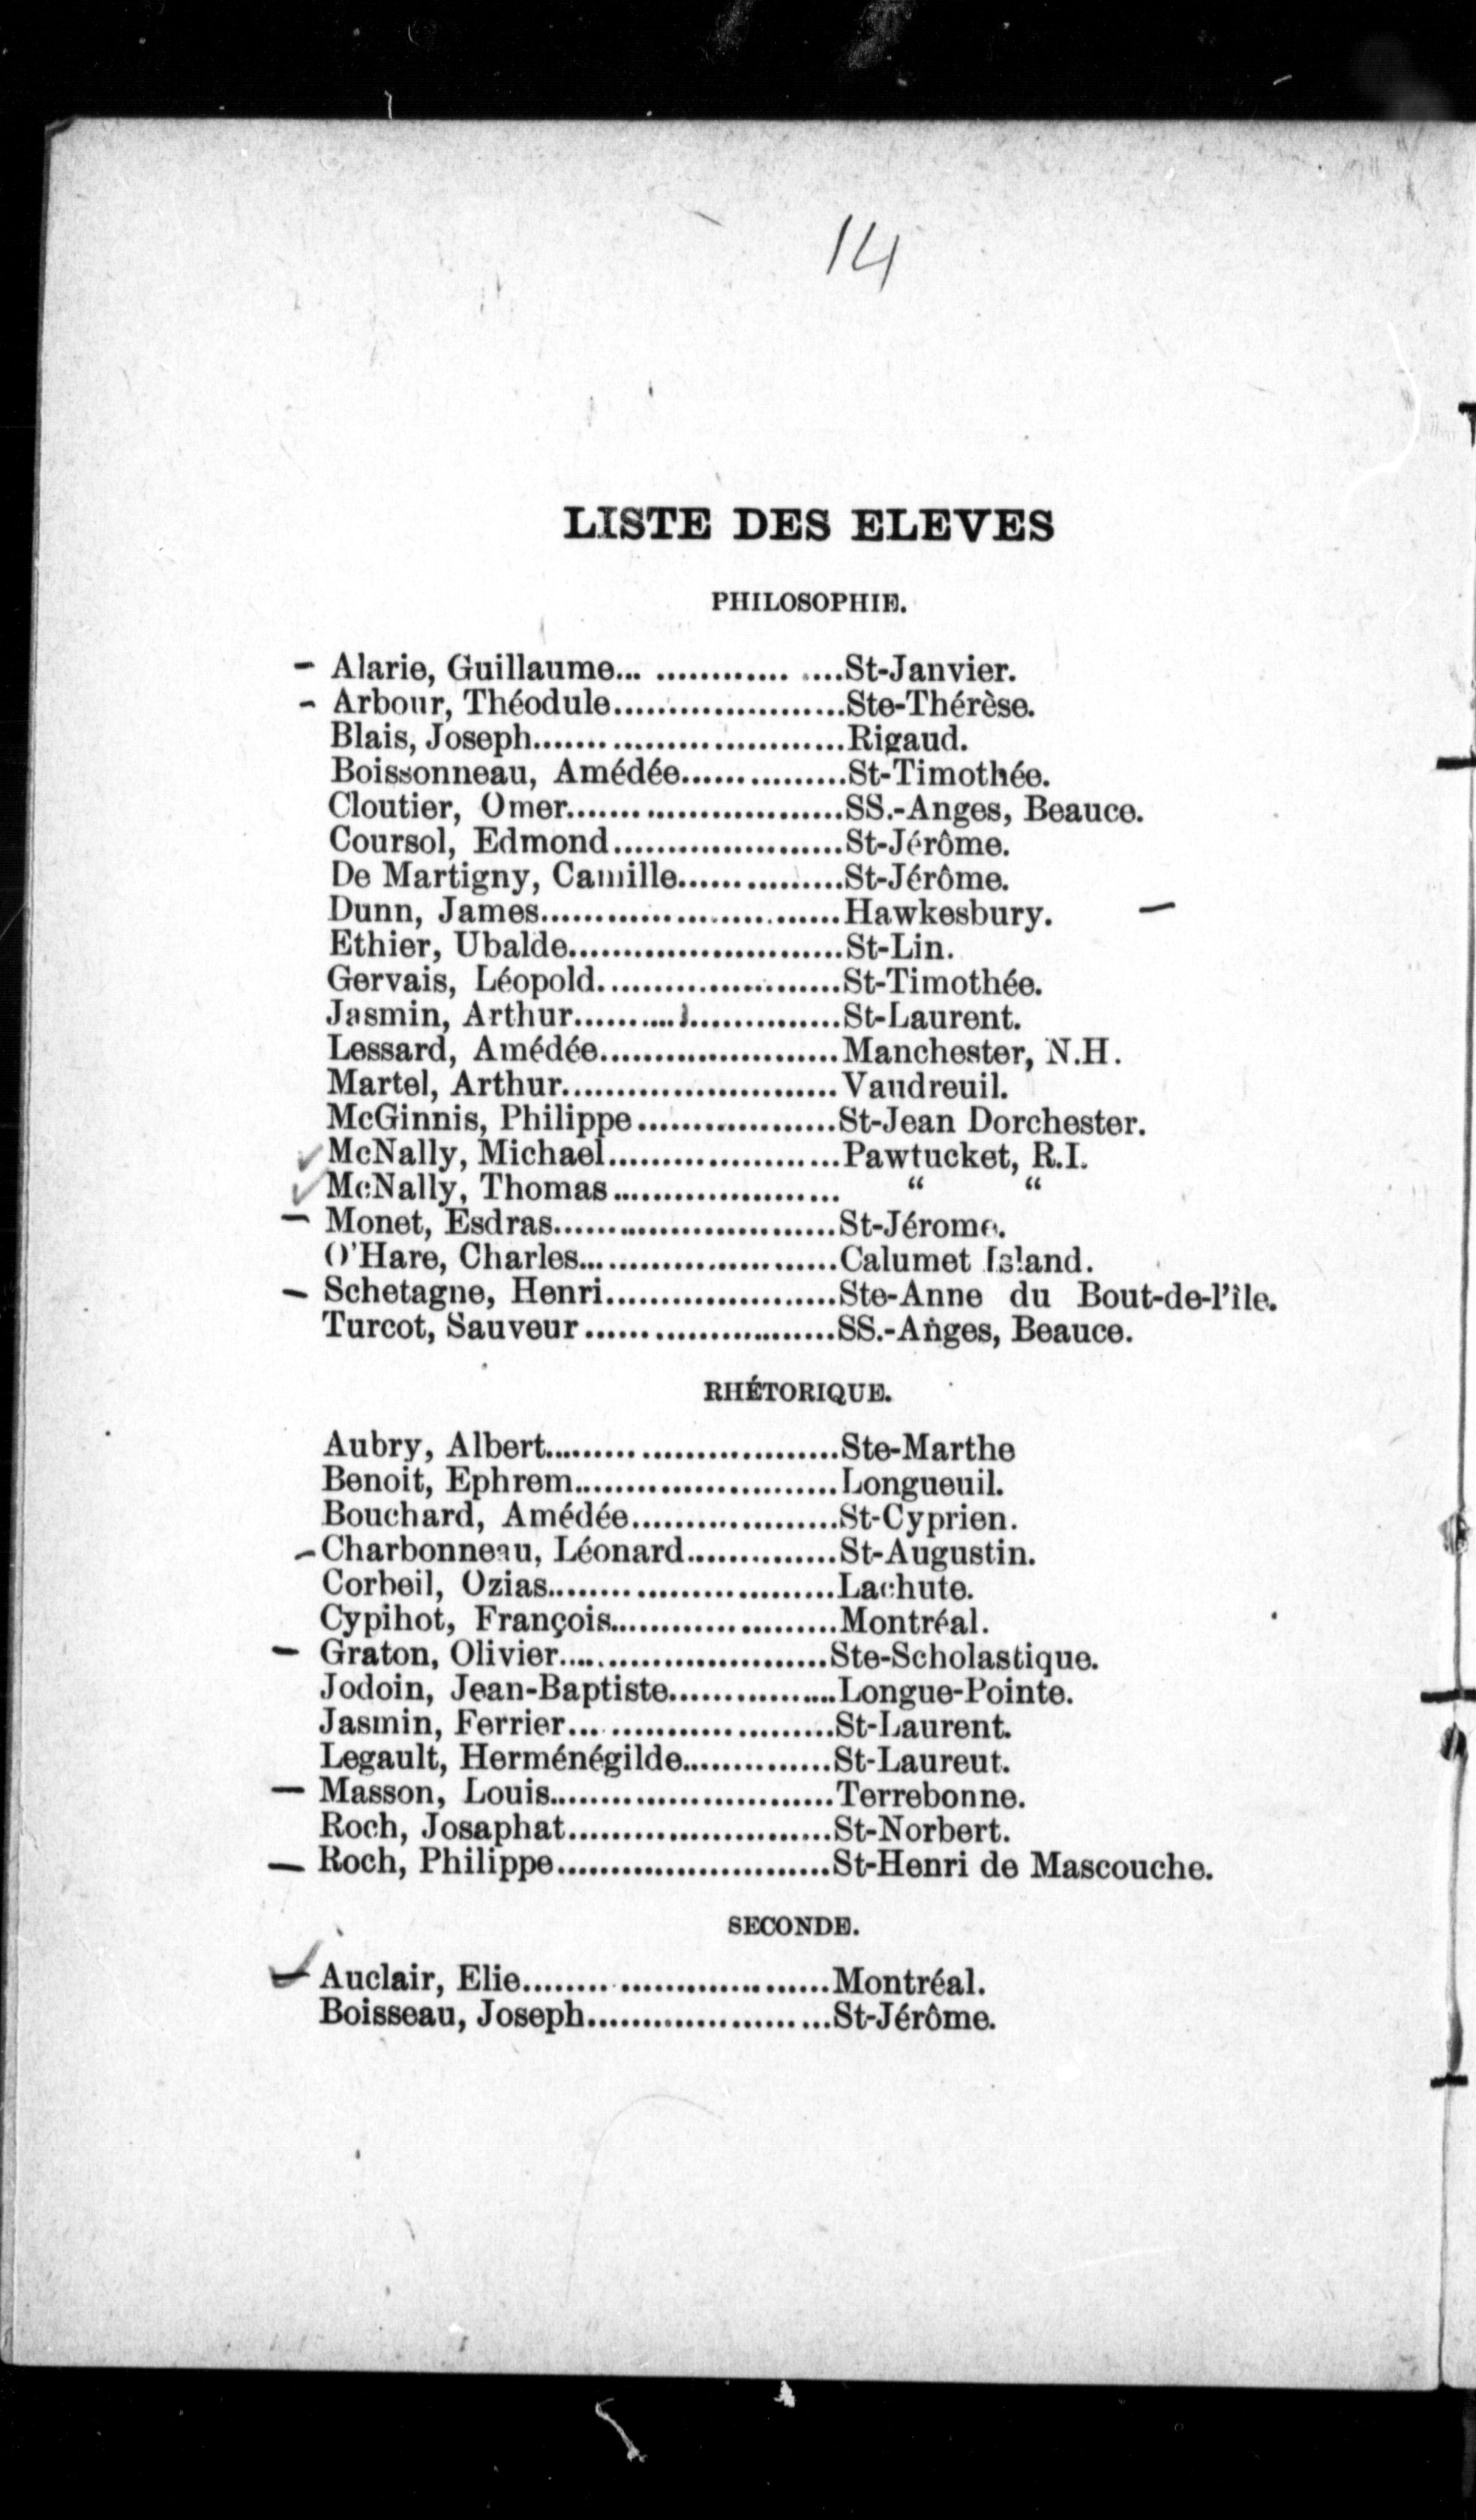 14
LISTE DES ELEVES
PHILOSOPHIE.
- Alarie, Guillaume... ............ ....St-Janvier.
- Arbour, Théodule.....................Ste-Thérèse.
Blais, Joseph.............................Rigaud.
Boissonneau, Amédée...............St-Timothée.
Cloutier, Omer.........................SS.-Anges, Beauce.
Coursol, Edmond.....................St-Jérôme.
De Martigny, Camille...............St-Jérôme.
Dunn, James...........................Hawkesbury. -
Ethier, Ubalde.........................St-Lin.
Gervais, Léopold......................St-Timothée.
Jasmin, Arthur........................St-Laurent.
Lessard, Amédée......................Manchester, N.H.
Martel, Arthur.........................Vaudreuil.
McGinnis, Philippe..................St-Jean Dorchester.
✓ McNally, Michael.....................Pawtucket, R.I.
✓ McNally, Thomas..................... “ “
- Monet, Esdras..........................St-Jérome.
O'Hare, Charles.......................Calumet Island.
- Schetagne, Henri.....................Ste-Anne du Bout-de-l'île.
Turcot, Sauveur.......................SS.-Anges, Beauce.
RHÉTORIQUE.
Aubry, Albert...........................Ste-Marthe
Benoit, Ephrem........................Longueuil.
Bouchard, Amédée...................St-Cyprien.
- Charbonneau, Léonard..............St-Augustin.
Corbeil, Ozias..........................Lachute.
Cypihot, François.....................Montréal.
- Graton, Olivier.........................Ste-Scholastique.
Jodoin, Jean-Baptiste................Longue-Pointe.
Jasmin, Ferrier.........................St-Laurent.
Legault, Herménégilde..............St-Laureut.
- Masson, Louis..........................Terrebonne.
Roch, Josaphat........................St-Norbert.
- Roch, Philippe.........................St-Henri de Mascouche.
SECONDE.
✓ - Auclair, Elie............................Montréal.
Boisseau, Joseph......................St-Jérôme.